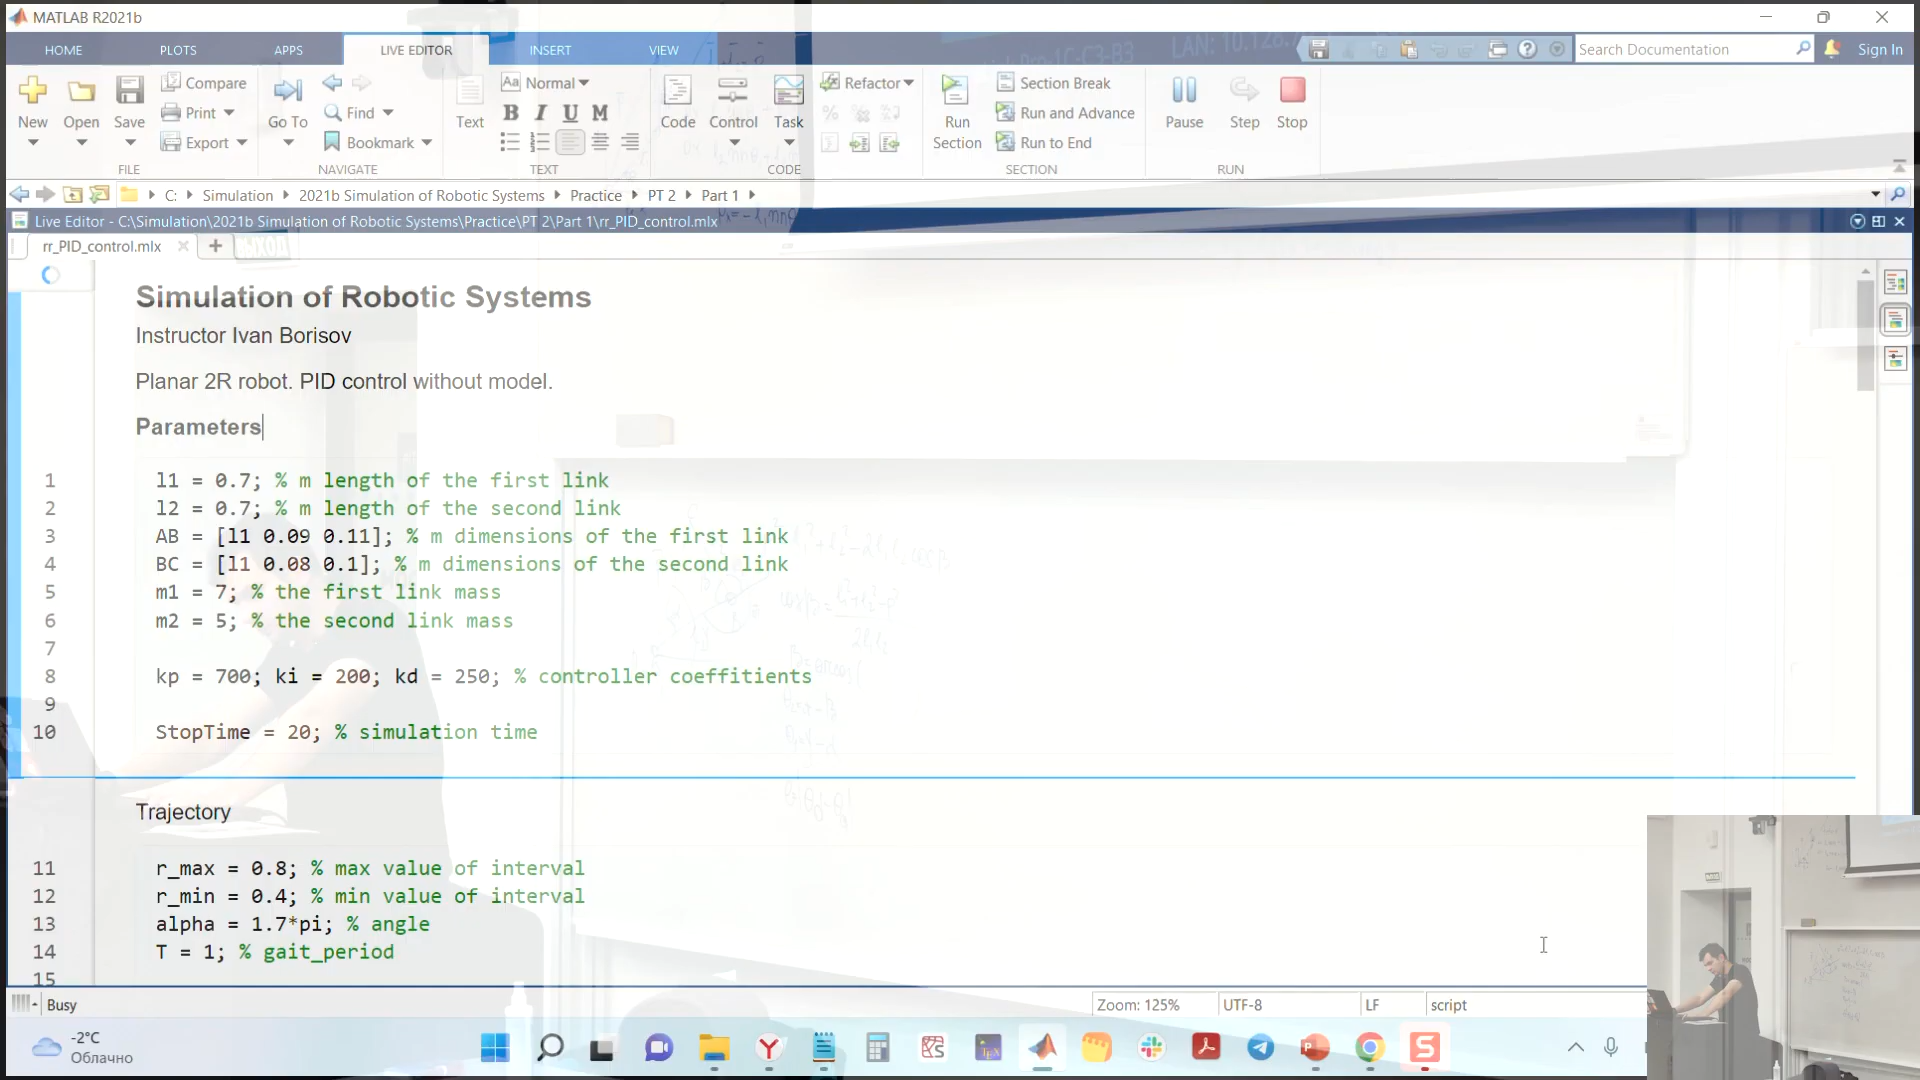 MATLAB R2021b
HOME PLOTS APPS LIVE EDITOR INSERT VIEW
Search Documentation Sign In
New Open Save Compare Print Export
FILE
Go To Find Bookmark
NAVIGATE
Text Aa Normal B I U M
TEXT
Code Control Task Refactor
CODE
Run Section Section Break Run and Advance Run to End
SECTION
Pause Step Stop
RUN
C: Simulation 2021b Simulation of Robotic Systems Practice PT 2 Part 1
Live Editor - C:\Simulation\2021b Simulation of Robotic Systems\Practice\PT 2\Part 1\rr_PID_control.mlx
rr_PID_control.mlx
Simulation of Robotic Systems
Instructor Ivan Borisov
Planar 2R robot. PID control without model.
Parameters
1 l1 = 0.7; % m length of the first link
2 l2 = 0.7; % m length of the second link
3 AB = [l1 0.09 0.11]; % m dimensions of the first link
4 BC = [l1 0.08 0.1]; % m dimensions of the second link
5 m1 = 7; % the first link mass
6 m2 = 5; % the second link mass
7
8 kp = 700; ki = 200; kd = 250; % controller coeffitients
9
10 StopTime = 20; % simulation time
Trajectory
11 r_max = 0.8; % max value of interval
12 r_min = 0.4; % min value of interval
13 alpha = 1.7*pi; % angle
14 T = 1; % gait_period
15
Busy Zoom: 125% UTF-8 LF script
-2°C
Облачно